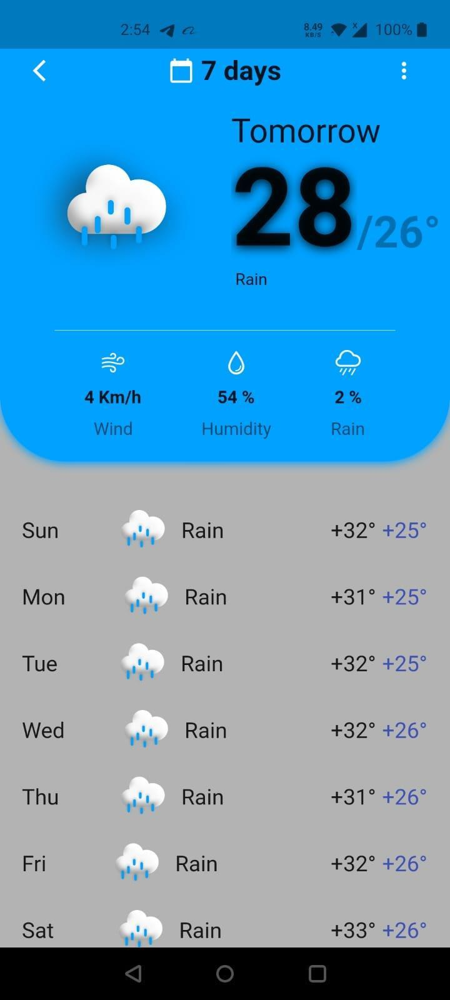 2:54 8.49 KB/S X 100%
7 days
Tomorrow
28/26°
Rain
4 Km/h 54 % 2 %
Wind Humidity Rain
Sun Rain +32° +25°
Mon Rain +31° +25°
Tue Rain +32° +25°
Wed Rain +32° +26°
Thu Rain +31° +26°
Fri Rain +32° +26°
Sat Rain +33° +26°